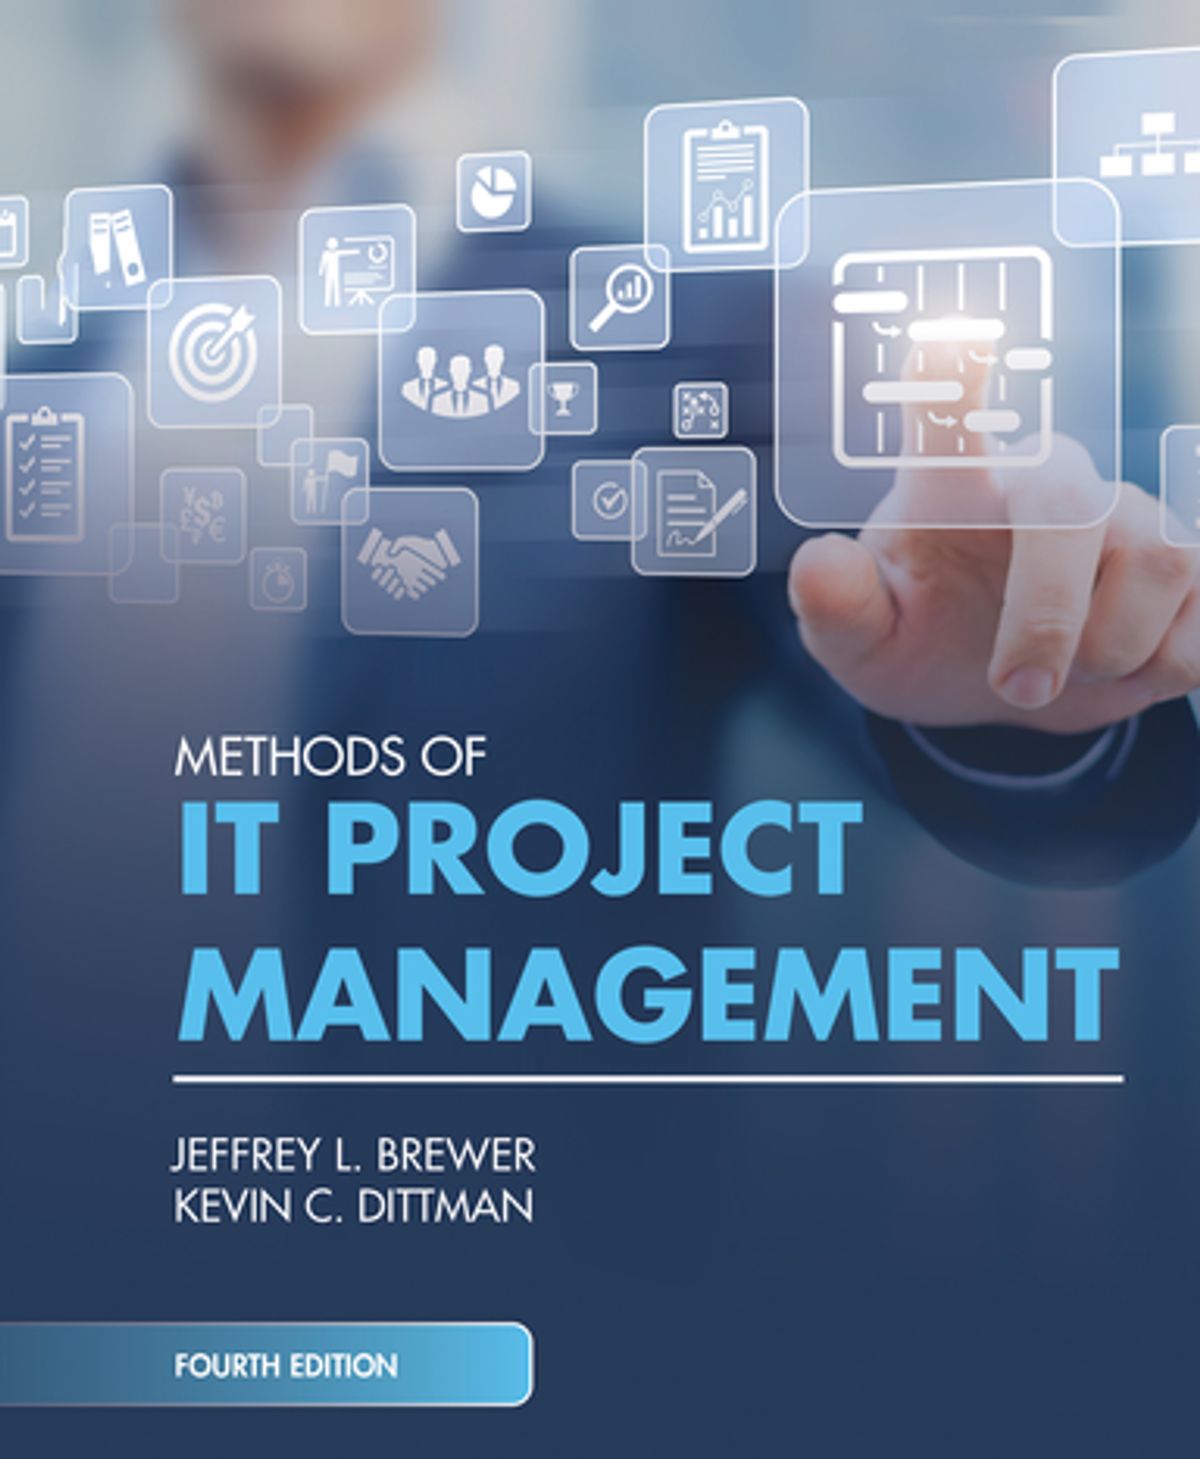 METHODS OF
IT PROJECT
MANAGEMENT
JEFFREY L. BREWER
KEVIN C. DITTMAN
FOURTH EDITION